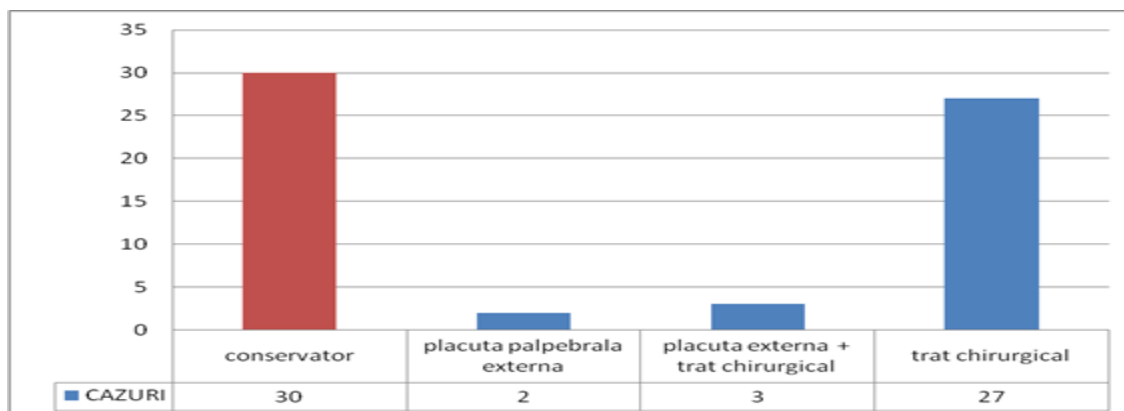 35
30
25
20
15
10
5
0
conservator
placuta palpebrala
externa
placuta externa +
trat chirurgical
trat chirurgical
CAZURI 30 2 3 27